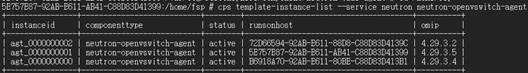 5E757B87-92AB-B611-AB41-C88D83D41399:/home/fsp # cps template-instance-list --service neutron neutron-openvswitch-agent
| instanceid | componenttype | status | runsonhost | omip |
| agt_0000000002 | neutron-openvswitch-agent | active | 72D66594-92AB-B611-88D8-C88D83D4139C | 4.29.3.2 |
| agt_0000000001 | neutron-openvswitch-agent | active | 5E757B87-92AB-B611-AB41-C88D83D41399 | 4.29.3.5 |
| agt_0000000000 | neutron-openvswitch-agent | active | B6918A70-92AB-B611-80BE-C88D83D413B1 | 4.29.3.4 |